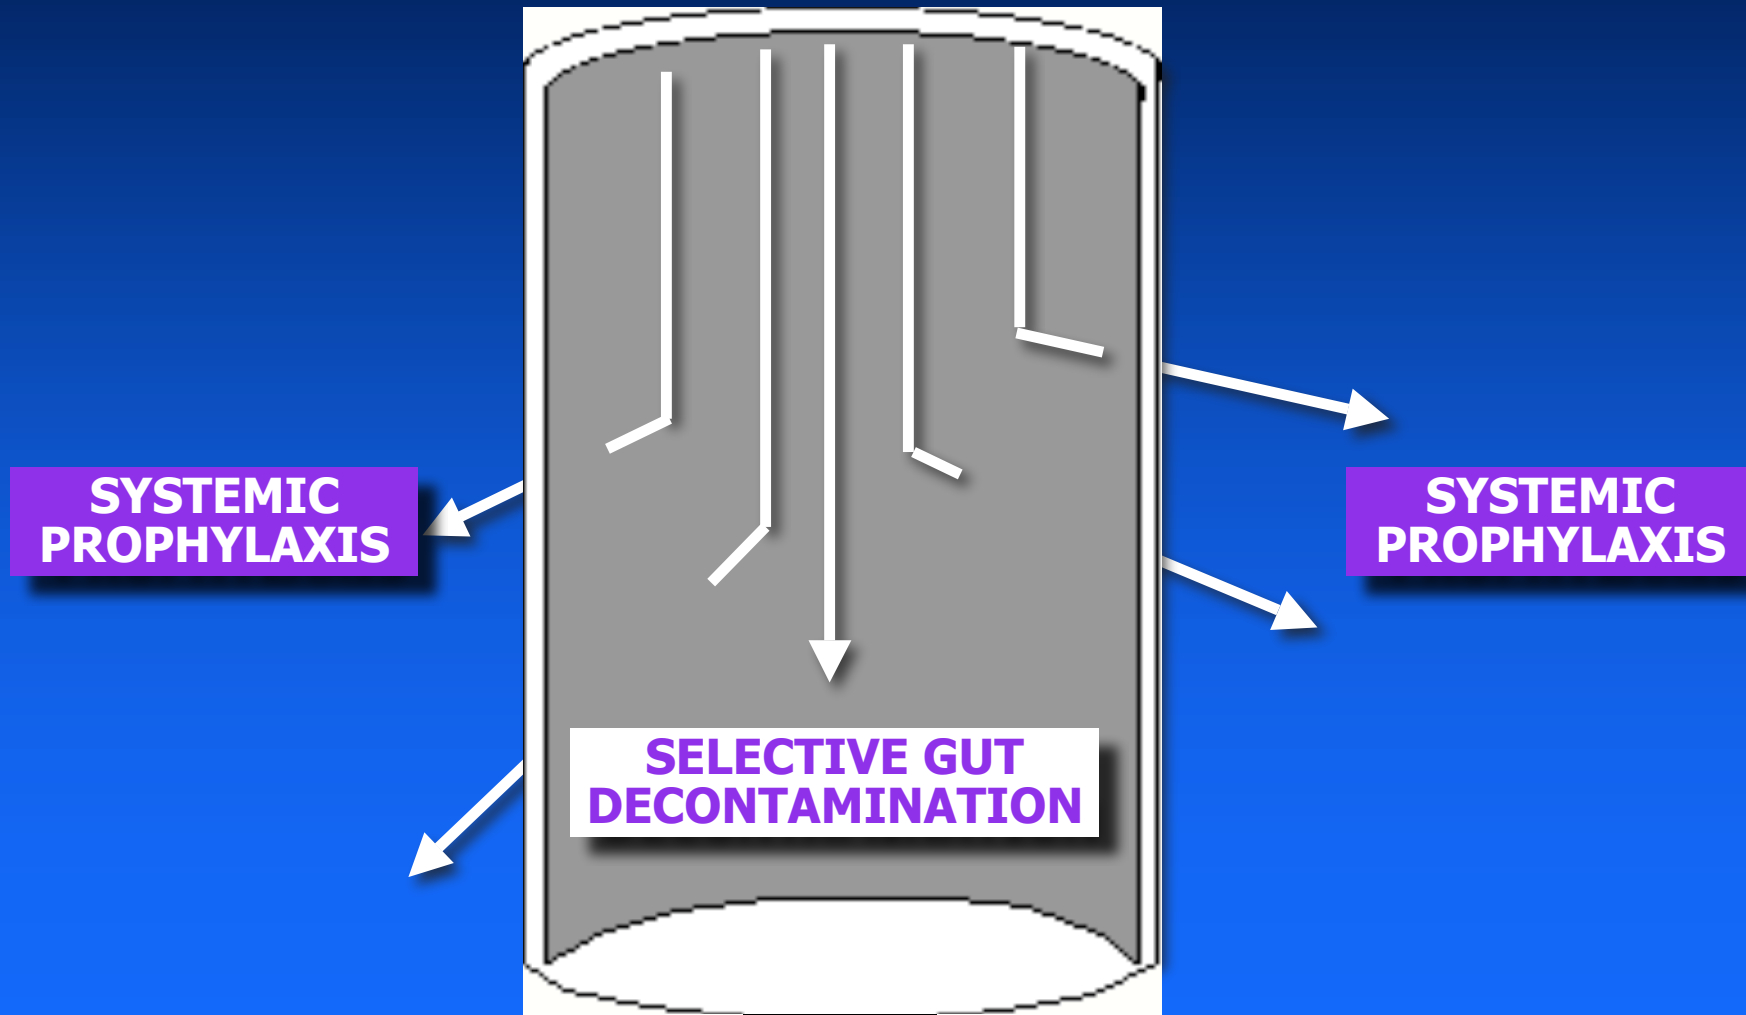 SYSTEMIC
PROPHYLAXIS
SYSTEMIC
PROPHYLAXIS
SELECTIVE GUT
DECONTAMINATION